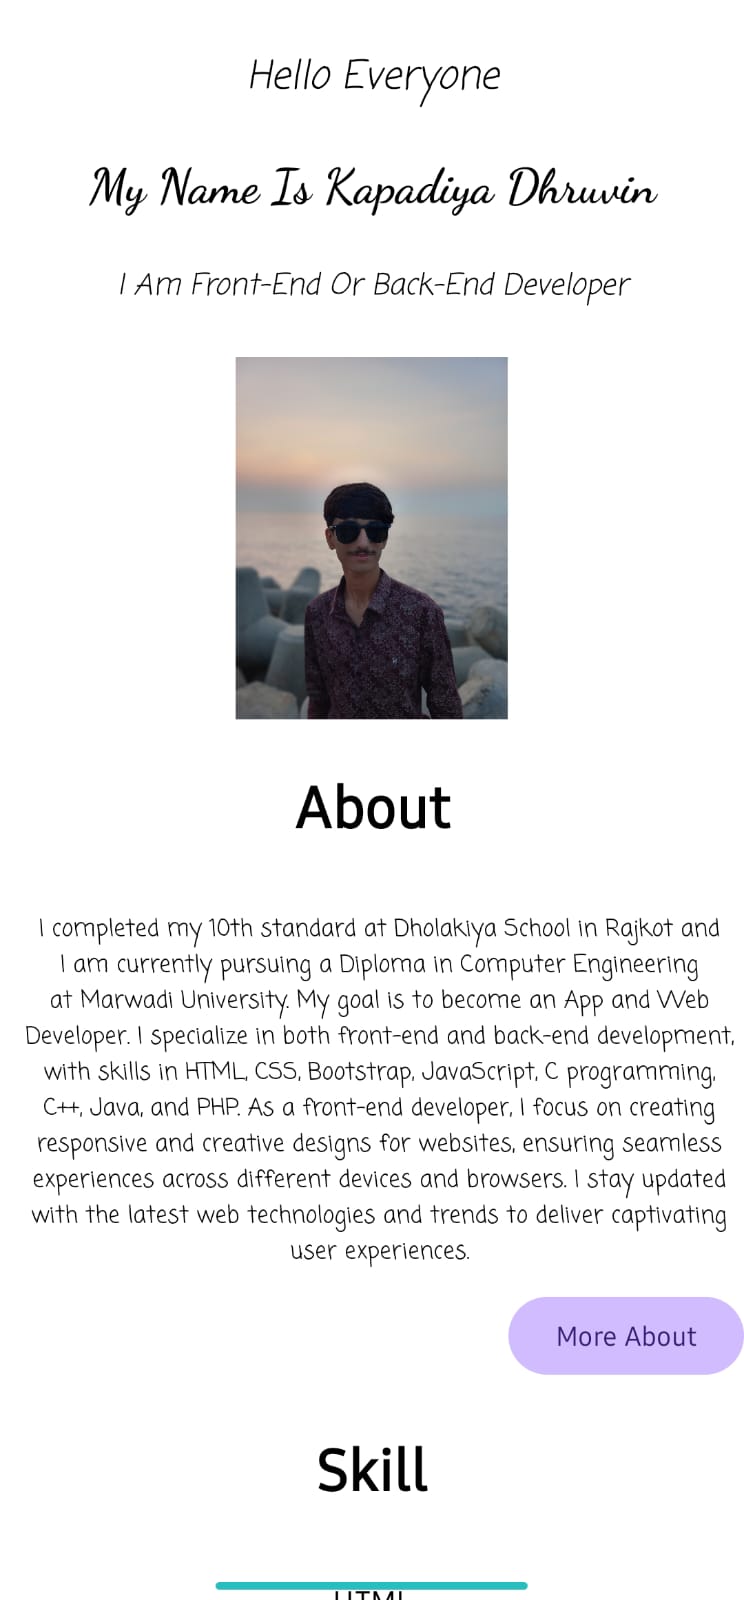 Hello Everyone
My Name Is Kapadiya Dhruvin
I Am Front-End Or Back-End Developer
About
I completed my 10th standard at Dholakiya School in Rajkot and
I am currently pursuing a Diploma in Computer Engineering
at Marwadi University. My goal is to become an App and Web
Developer. I specialize in both front-end and back-end development,
with skills in HTML, CSS, Bootstrap, JavaScript, C programming,
C++, Java, and PHP. As a front-end developer, I focus on creating
responsive and creative designs for websites, ensuring seamless
experiences across different devices and browsers. I stay updated
with the latest web technologies and trends to deliver captivating
user experiences.
More About
Skill
HTML